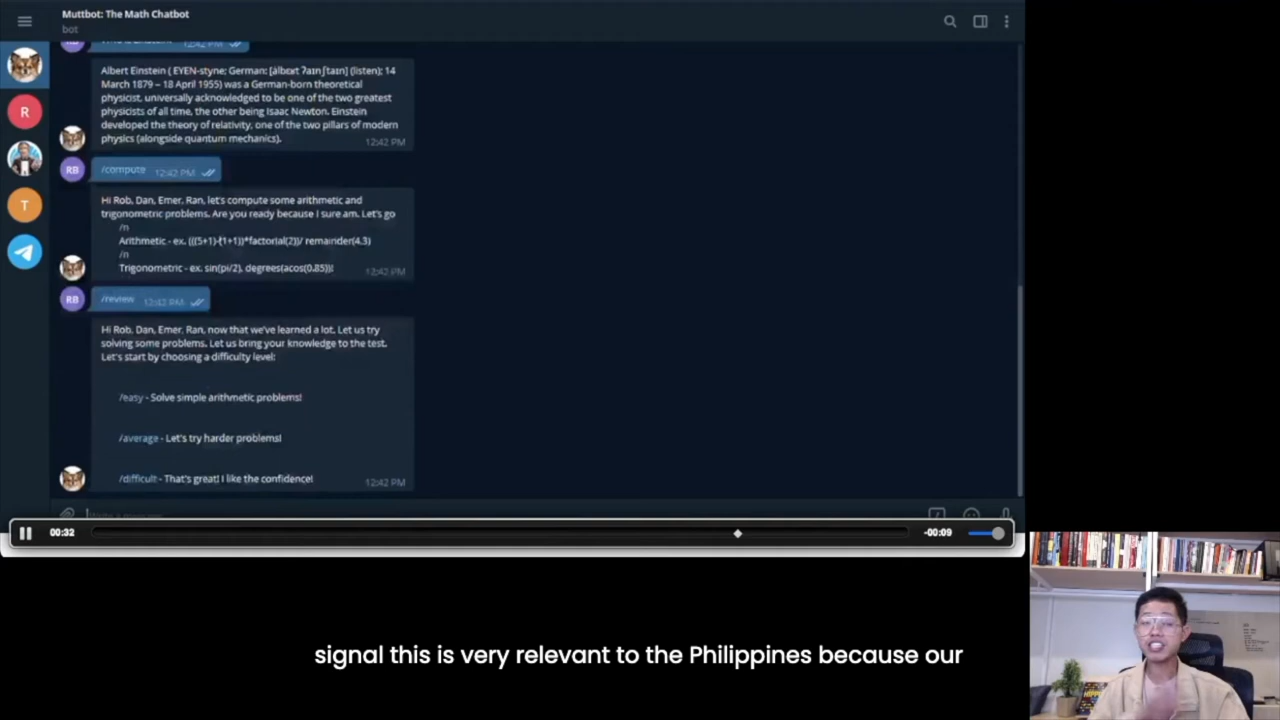 Muttbot: The Math Chatbot
bot
RB
12:42 PM
Albert Einstein ( EYEN-styne; German: [ˈalbɛɐt ˈʔaɪnʃtaɪn] (listen); 14
March 1879 – 18 April 1955) was a German-born theoretical
physicist, universally acknowledged to be one of the two greatest
physicists of all time, the other being Isaac Newton. Einstein
developed the theory of relativity, one of the two pillars of modern
physics (alongside quantum mechanics).
12:42 PM
R
RB
/compute 12:42 PM
Hi Rob, Dan, Emer, Ran, let's compute some arithmetic and
trigonometric problems. Are you ready because I sure am. Let's go
/n
Arithmetic - ex. (((5+1)-(1+1))*factorial(2))/ remainder(4.3)
/n
Trigonometric - ex. sin(pi/2), degrees(acos(0.85))!
12:42 PM
T
RB
/review 12:42 PM
Hi Rob, Dan, Emer, Ran, now that we've learned a lot. Let us try
solving some problems. Let us bring your knowledge to the test.
Let's start by choosing a difficulty level:
/easy - Solve simple arithmetic problems!
/average - Let's try harder problems!
/difficult - That's great! I like the confidence!
12:42 PM
00:32
-00:09
signal this is very relevant to the Philippines because our